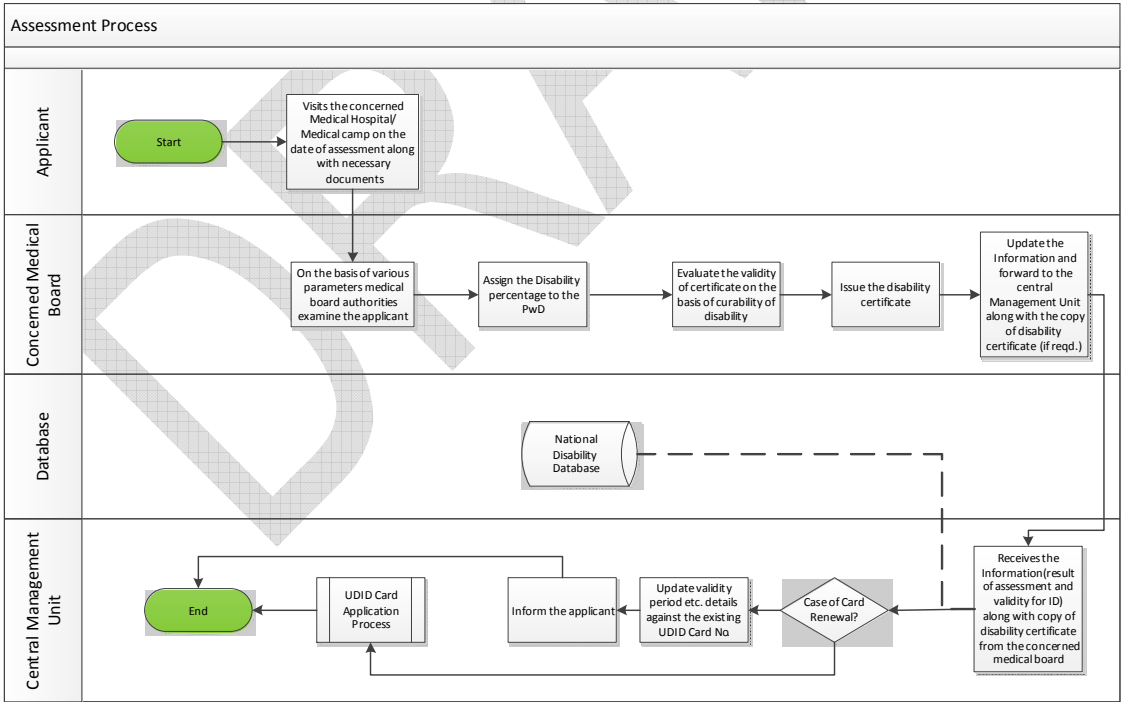 Assessment Process
Applicant
Start
Visits the concerned
Medical Hospital/
Medical camp on the
date of assessment along
with necessary
documents
Concerned Medical
Board
On the basis of various
parameters medical
board authorities
examine the applicant
Assign the Disability
percentage to the
PwD
Evaluate the validity
of certificate on the
basis of curability of
disability
Issue the disability
certificate
Update the
Information and
forward to the
central
Management Unit
along with the copy
of disability
certificate (if reqd.)
Database
National
Disability
Database
Central Management
Unit
End
UDID Card
Application
Process
Inform the applicant
Update validity
period etc. details
against the existing
UDID Card No.
Case of Card
Renewal?
Receives the
Information(result
of assessment and
validity for ID)
along with copy of
disability certificate
from the concerned
medical board
DRA